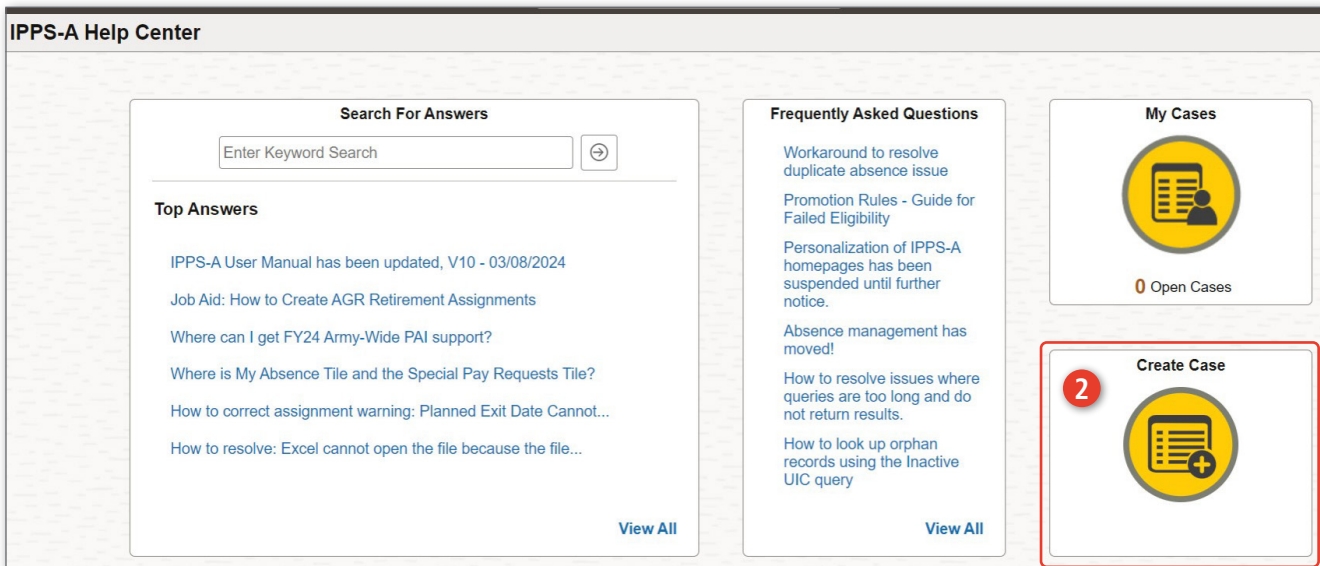 IPPS-A Help Center
Search For Answers
Enter Keyword Search
Top Answers
IPPS-A User Manual has been updated, V10 - 03/08/2024
Job Aid: How to Create AGR Retirement Assignments
Where can I get FY24 Army-Wide PAI support?
Where is My Absence Tile and the Special Pay Requests Tile?
How to correct assignment warning: Planned Exit Date Cannot...
How to resolve: Excel cannot open the file because the file...
View All
Frequently Asked Questions
Workaround to resolve
duplicate absence issue
Promotion Rules - Guide for
Failed Eligibility
Personalization of IPPS-A
homepages has been
suspended until further
notice.
Absence management has
moved!
How to resolve issues where
queries are too long and do
not return results.
How to look up orphan
records using the Inactive
UIC query
View All
My Cases
0 Open Cases
Create Case
2